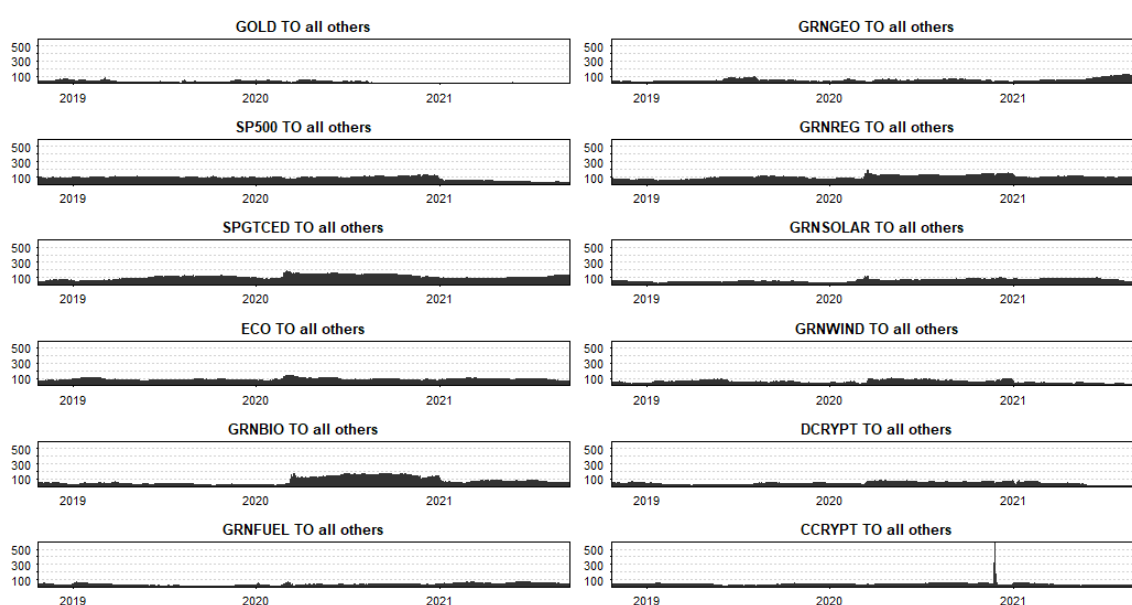 GOLD TO all others
500
300
100
2019 2020 2021
GRNGEO TO all others
500
300
100
2019 2020 2021
SP500 TO all others
500
300
100
2019 2020 2021
GRNREG TO all others
500
300
100
2019 2020 2021
SPGTCED TO all others
500
300
100
2019 2020 2021
GRNSOLAR TO all others
500
300
100
2019 2020 2021
ECO TO all others
500
300
100
2019 2020 2021
GRNWIND TO all others
500
300
100
2019 2020 2021
GRNBIO TO all others
500
300
100
2019 2020 2021
DCRYPT TO all others
500
300
100
2019 2020 2021
GRNFUEL TO all others
500
300
100
2019 2020 2021
CCRYPT TO all others
500
300
100
2019 2020 2021